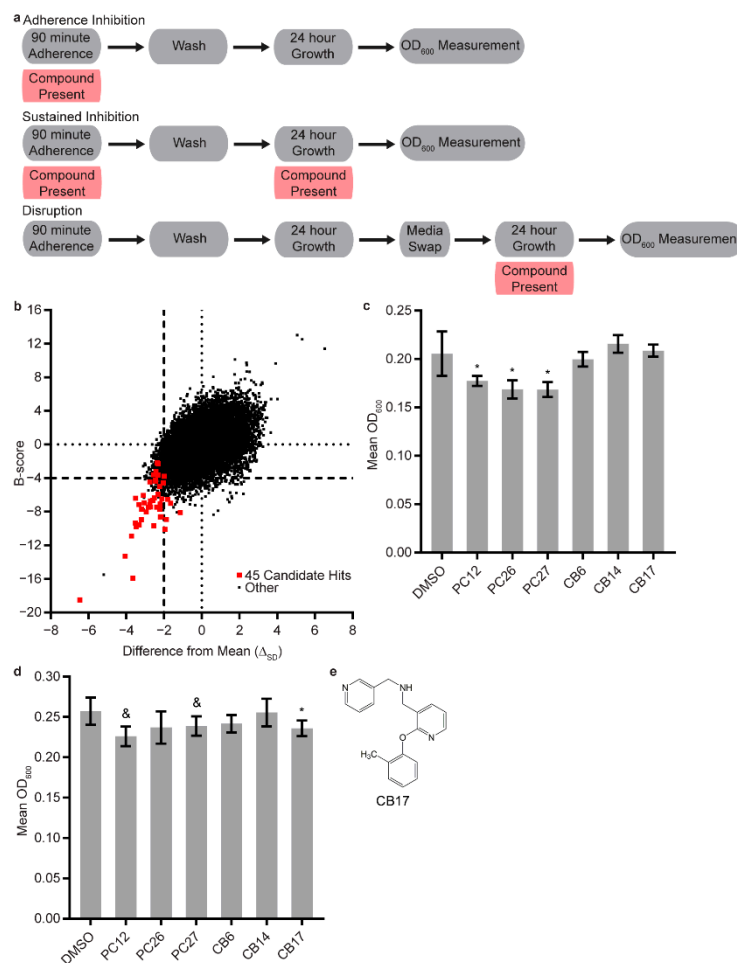 a
Adherence Inhibition
90 minute
Adherence
Wash
24 hour
Growth
OD600 Measurement
Compound
Present
Sustained Inhibition
90 minute
Adherence
Wash
24 hour
Growth
OD600 Measurement
Compound
Present
Compound
Present
Disruption
90 minute
Adherence
Wash
24 hour
Growth
Media
Swap
24 hour
Growth
OD600 Measurement
Compound
Present
b
16
12
8
4
0
−4
−8
−12
−16
−20
B-score
−8
−6
−4
−2
0
2
4
6
8
Difference from Mean (ΔSD)
45 Candidate Hits
Other
c
0.25
0.20
0.15
0.10
0.05
0.00
Mean OD600
* * *
DMSO
PC12
PC26
PC27
CB6
CB14
CB17
d
0.30
0.25
0.20
0.15
0.10
0.05
0.00
Mean OD600
& & *
DMSO
PC12
PC26
PC27
CB6
CB14
CB17
e
N
NH
O
N
H3C
CB17